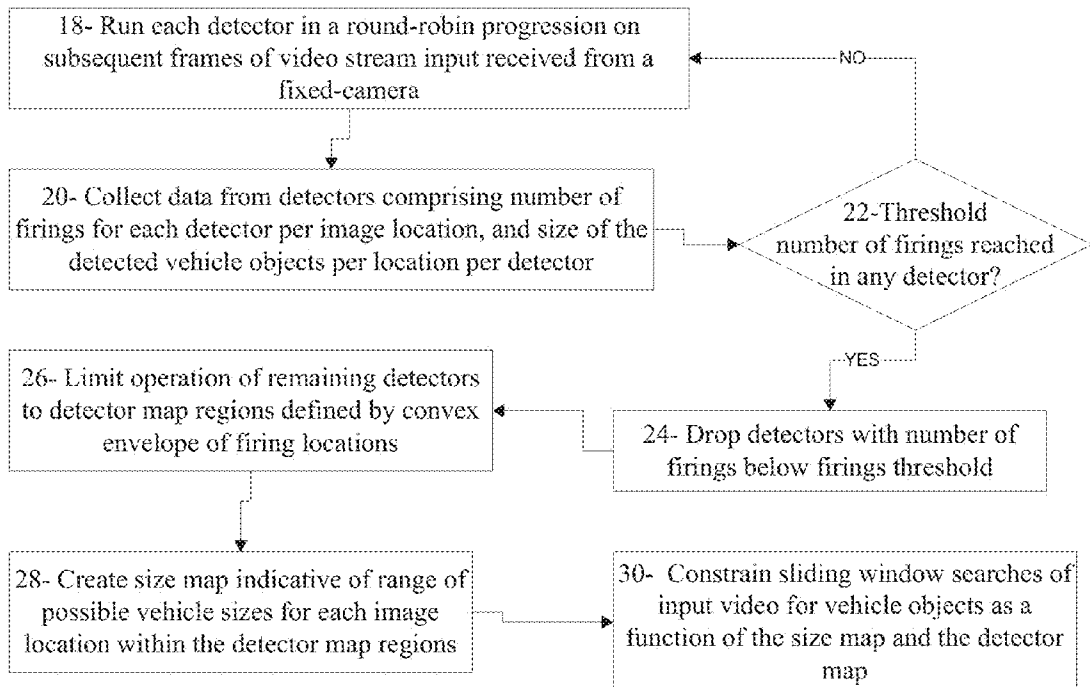 18- Run each detector in a round-robin progression on
subsequent frames of video stream input received from a
fixed-camera
NO
20- Collect data from detectors comprising number of
firings for each detector per image location, and size of the
detected vehicle objects per location per detector
22-Threshold
number of firings reached
in any detector?
YES
24- Drop detectors with number of
firings below firings threshold
26- Limit operation of remaining detectors
to detector map regions defined by convex
envelope of firing locations
28- Create size map indicative of range of
possible vehicle sizes for each image
location within the detector map regions
30- Constrain sliding window searches of
input video for vehicle objects as a
function of the size map and the detector
map